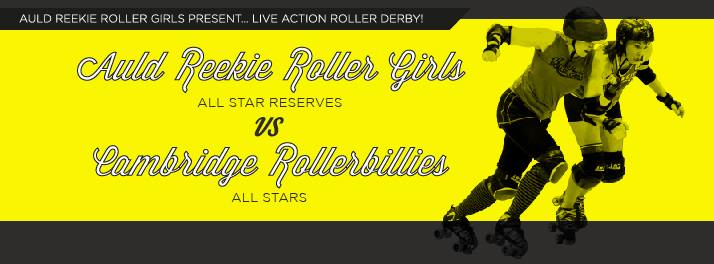 AULD REEKIE ROLLER GIRLS PRESENT... LIVE ACTION ROLLER DERBY!
Auld Reekie Roller Girls
ALL STAR RESERVES
VS
Cambridge Rollerbillies
ALL STARS